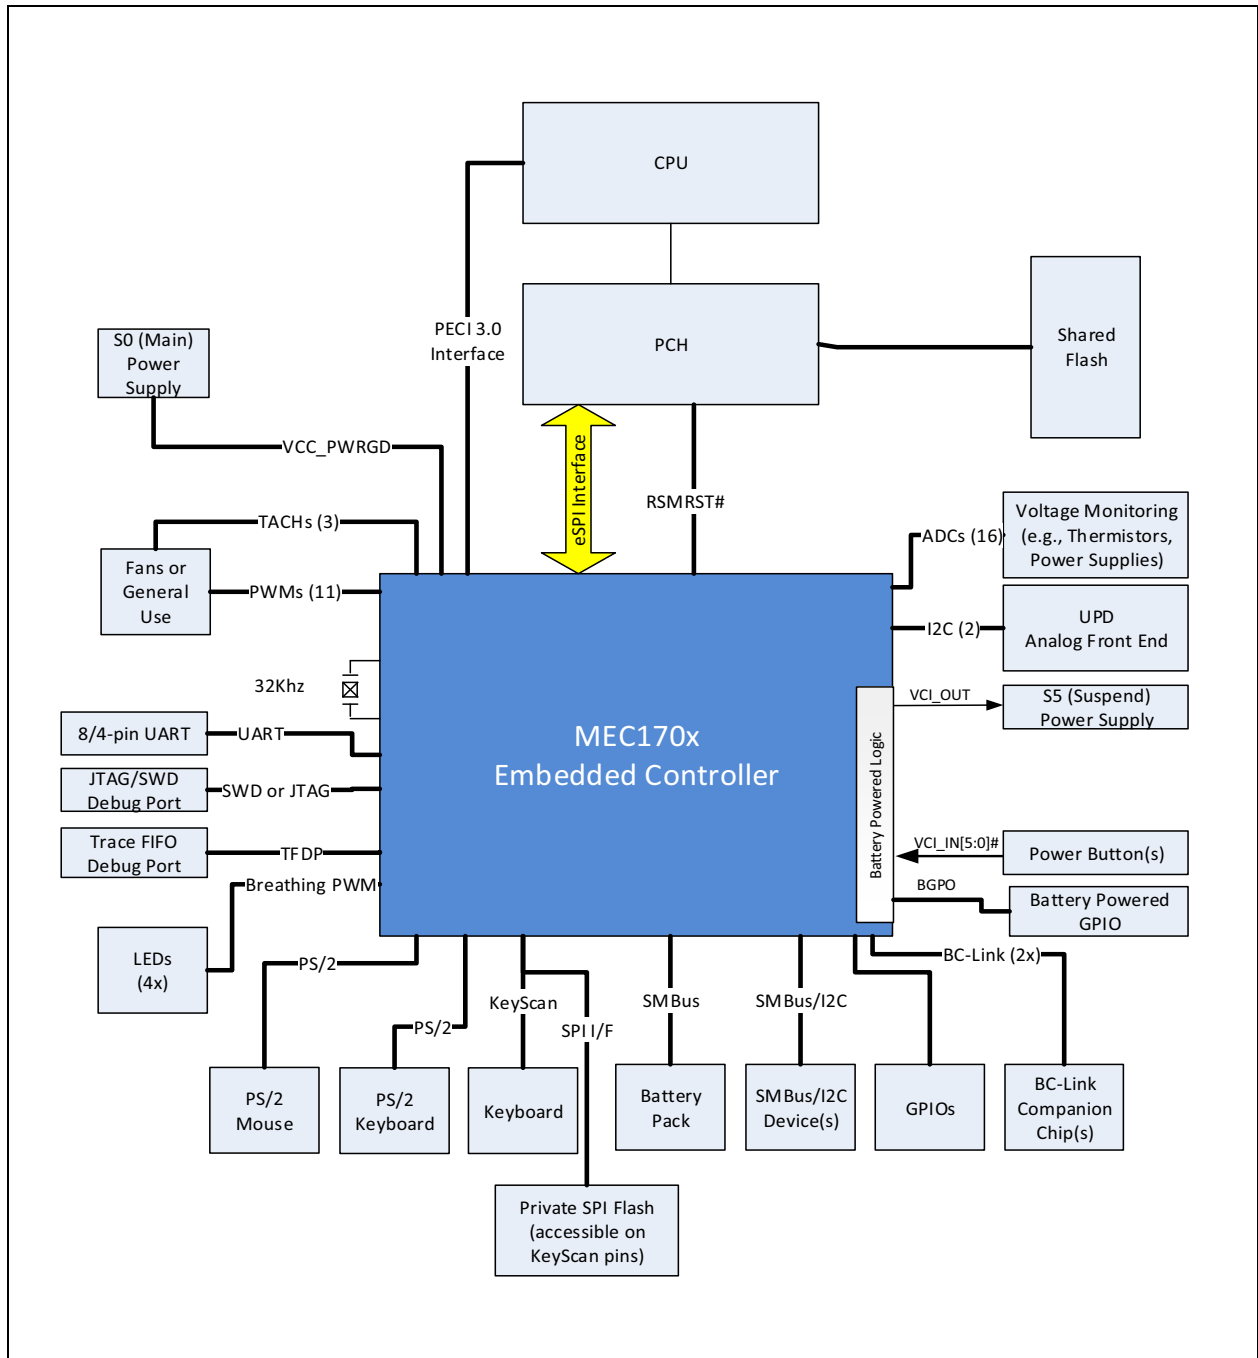 CPU
PECI 3.0
Interface
PCH
Shared
Flash
S0 (Main)
Power
Supply
VCC_PWRGD
eSPI Interface
RSMRST#
TACHs (3)
Fans or
General
Use
PWMs (11)
ADCs (16)
Voltage Monitoring
(e.g., Thermistors,
Power Supplies)
I2C (2)
UPD
Analog Front End
32Khz
VCI_OUT
S5 (Suspend)
Power Supply
8/4-pin UART
UART
MEC170x
Embedded Controller
Battery Powered Logic
JTAG/SWD
Debug Port
SWD or JTAG
Trace FIFO
Debug Port
TFDP
VCI_IN[5:0]#
Power Button(s)
Breathing PWM
BGPO
Battery Powered
GPIO
LEDs
(4x)
PS/2
PS/2
KeyScan
SPI I/F
SMBus
SMBus/I2C
BC-Link (2x)
PS/2
Mouse
PS/2
Keyboard
Keyboard
Battery
Pack
SMBus/I2C
Device(s)
GPIOs
BC-Link
Companion
Chip(s)
Private SPI Flash
(accessible on
KeyScan pins)